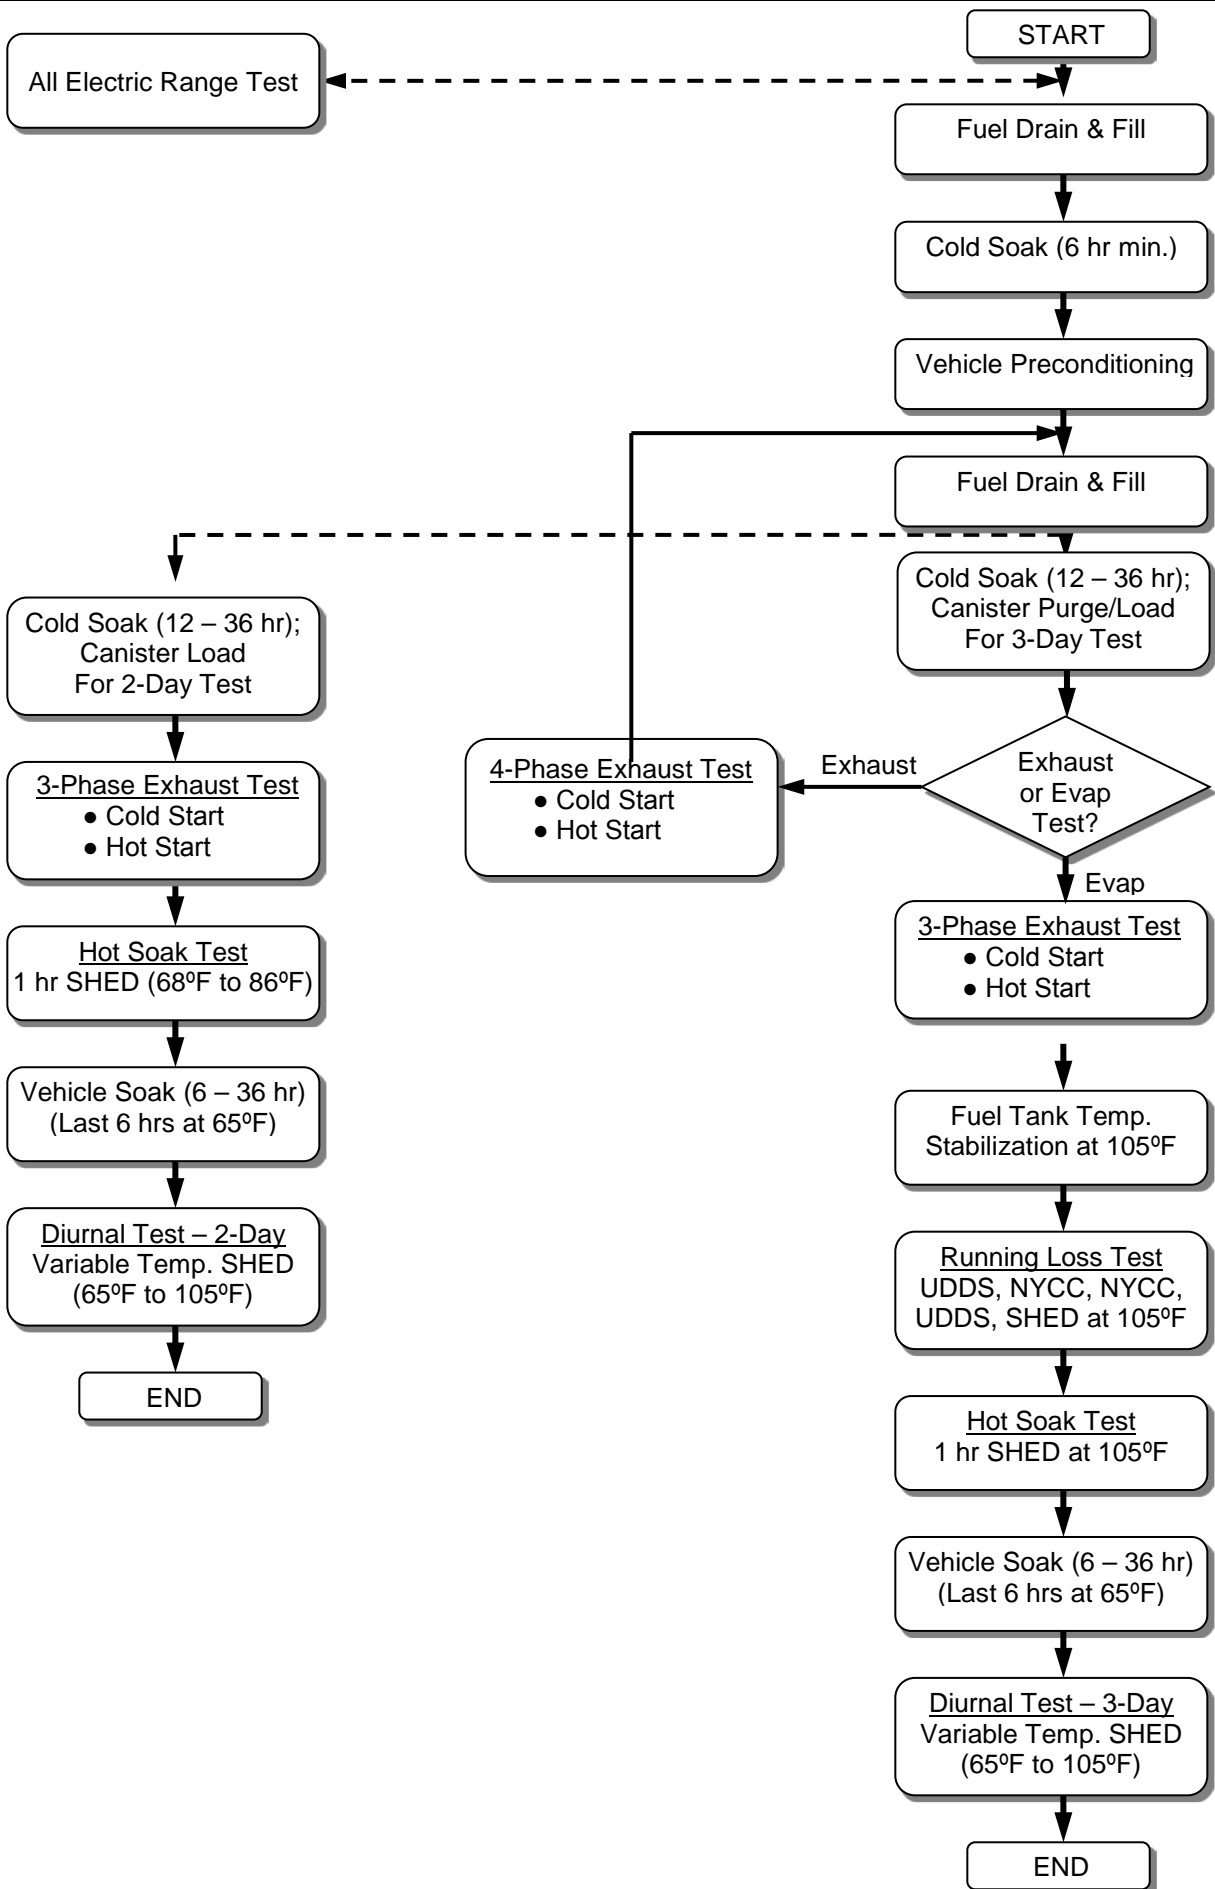 START
All Electric Range Test
Fuel Drain & Fill
Cold Soak (6 hr min.)
Vehicle Preconditioning
Fuel Drain & Fill
Cold Soak (12 – 36 hr);
Canister Purge/Load
For 3-Day Test
Cold Soak (12 – 36 hr);
Canister Load
For 2-Day Test
3-Phase Exhaust Test
● Cold Start
● Hot Start
Hot Soak Test
1 hr SHED (68ºF to 86ºF)
Vehicle Soak (6 – 36 hr)
(Last 6 hrs at 65ºF)
Diurnal Test – 2-Day
Variable Temp. SHED
(65ºF to 105ºF)
END
4-Phase Exhaust Test
● Cold Start
● Hot Start
Exhaust
Exhaust
or Evap
Test?
Evap
3-Phase Exhaust Test
● Cold Start
● Hot Start
Fuel Tank Temp.
Stabilization at 105ºF
Running Loss Test
UDDS, NYCC, NYCC,
UDDS, SHED at 105ºF
Hot Soak Test
1 hr SHED at 105ºF
Vehicle Soak (6 – 36 hr)
(Last 6 hrs at 65ºF)
Diurnal Test – 3-Day
Variable Temp. SHED
(65ºF to 105ºF)
END